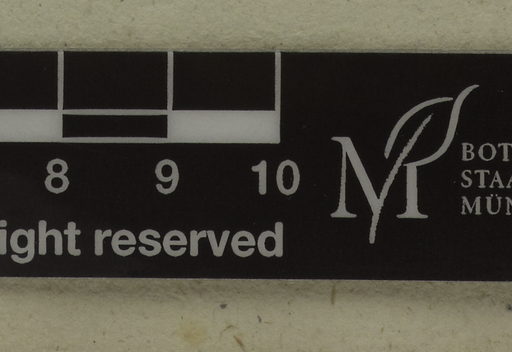 8 9 10
ight reserved
M
BOT
STAA
MÜN